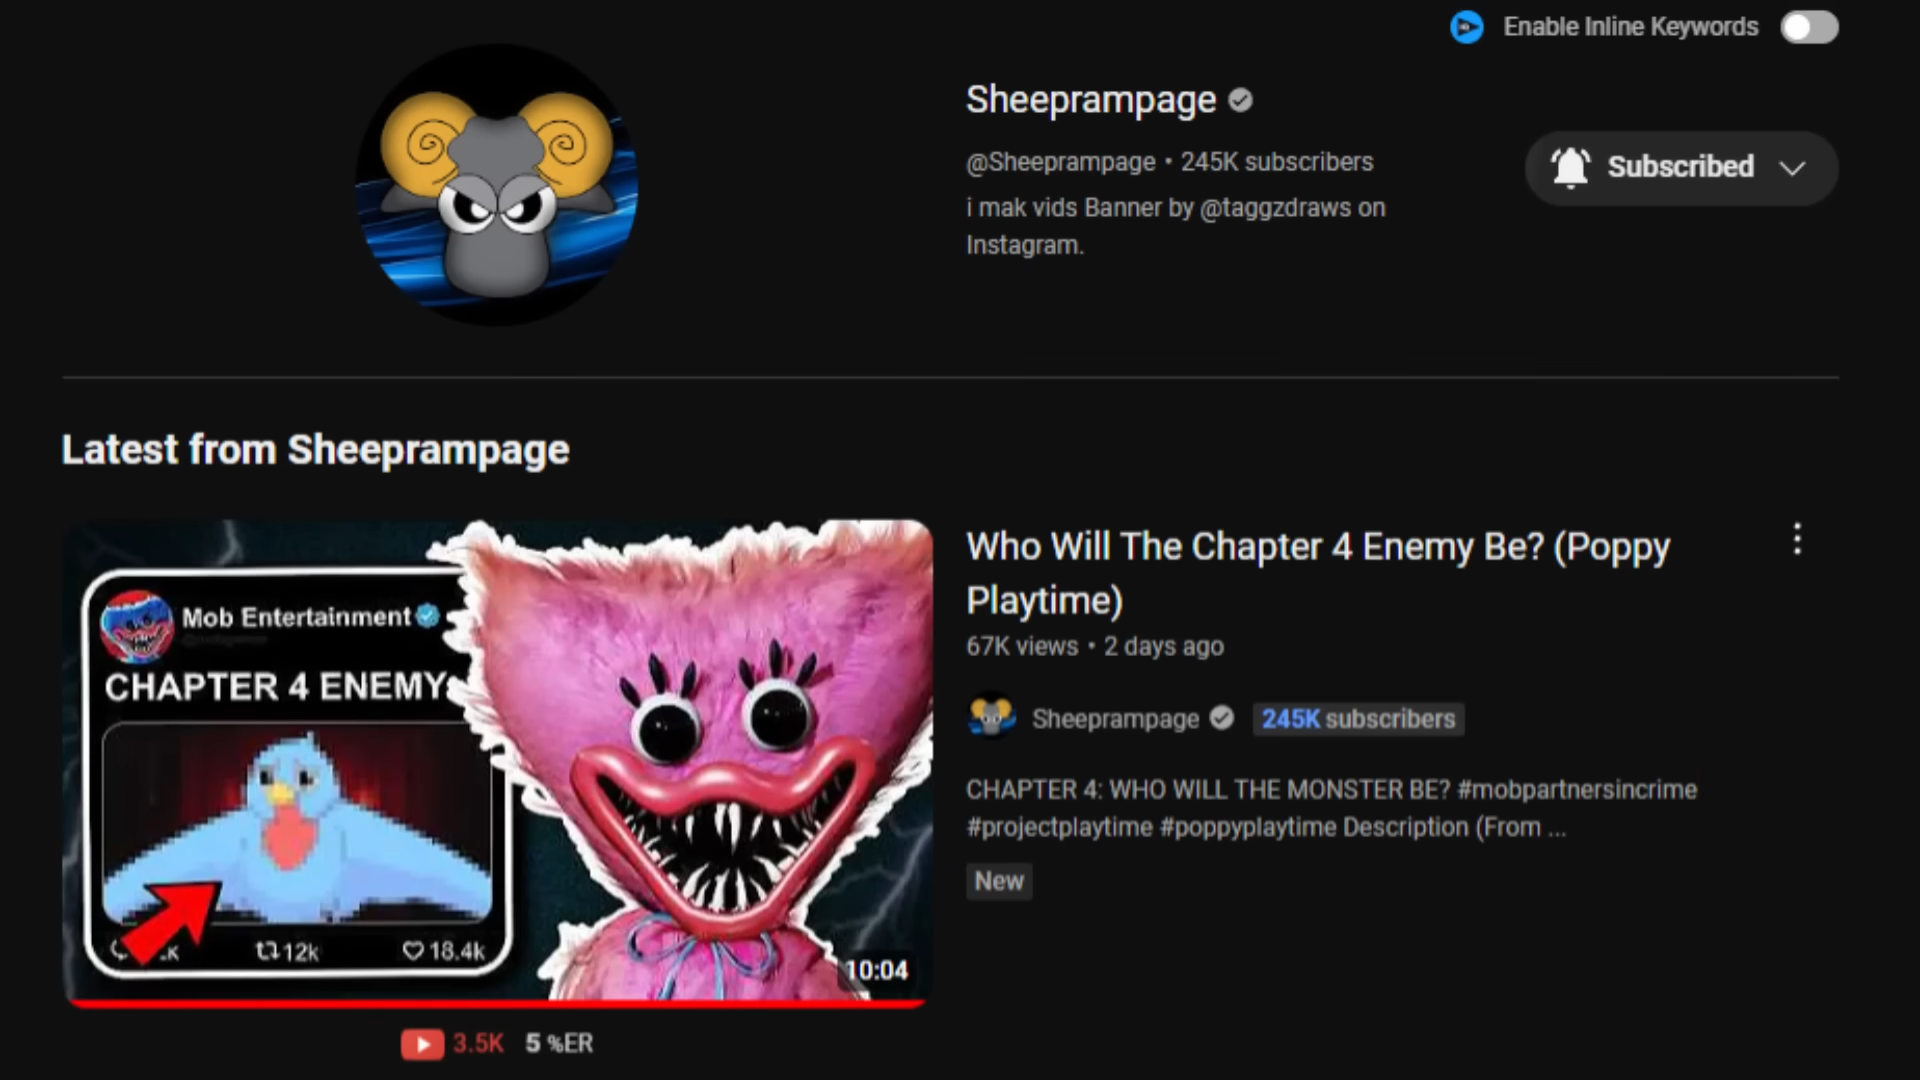 Enable Inline Keywords
Sheeprampage
@Sheeprampage • 245K subscribers
Subscribed
i mak vids Banner by @taggzdraws on
Instagram.
Latest from Sheeprampage
Mob Entertainment
CHAPTER 4 ENEMY
12k
18.4k
10:04
3.5K 5 %ER
Who Will The Chapter 4 Enemy Be? (Poppy
Playtime)
67K views • 2 days ago
Sheeprampage 245K subscribers
CHAPTER 4: WHO WILL THE MONSTER BE? #mobpartnersincrime
#projectplaytime #poppyplaytime Description (From ...
New